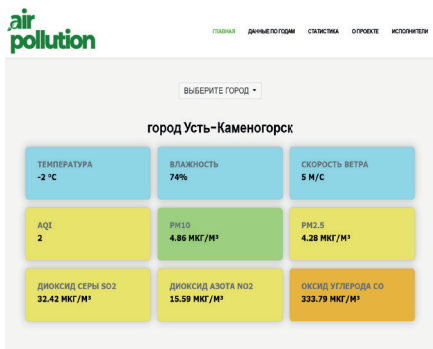 air
pollution
ГЛАВНАЯ ДАННЫЕ ПО ГОДАМ СТАТИСТИКА О ПРОЕКТЕ ИСПОЛНИТЕЛИ
ВЫБЕРИТЕ ГОРОД
город Усть-Каменогорск
ТЕМПЕРАТУРА ВЛАЖНОСТЬ СКОРОСТЬ ВЕТРА
-2 °C 74% 5 М/С
AQI PM10 PM2.5
2 4.86 МКГ/М³ 4.28 МКГ/М³
ДИОКСИД СЕРЫ SO2 ДИОКСИД АЗОТА NO2 ОКСИД УГЛЕРОДА CO
32.42 МКГ/М³ 15.59 МКГ/М³ 333.79 МКГ/М³